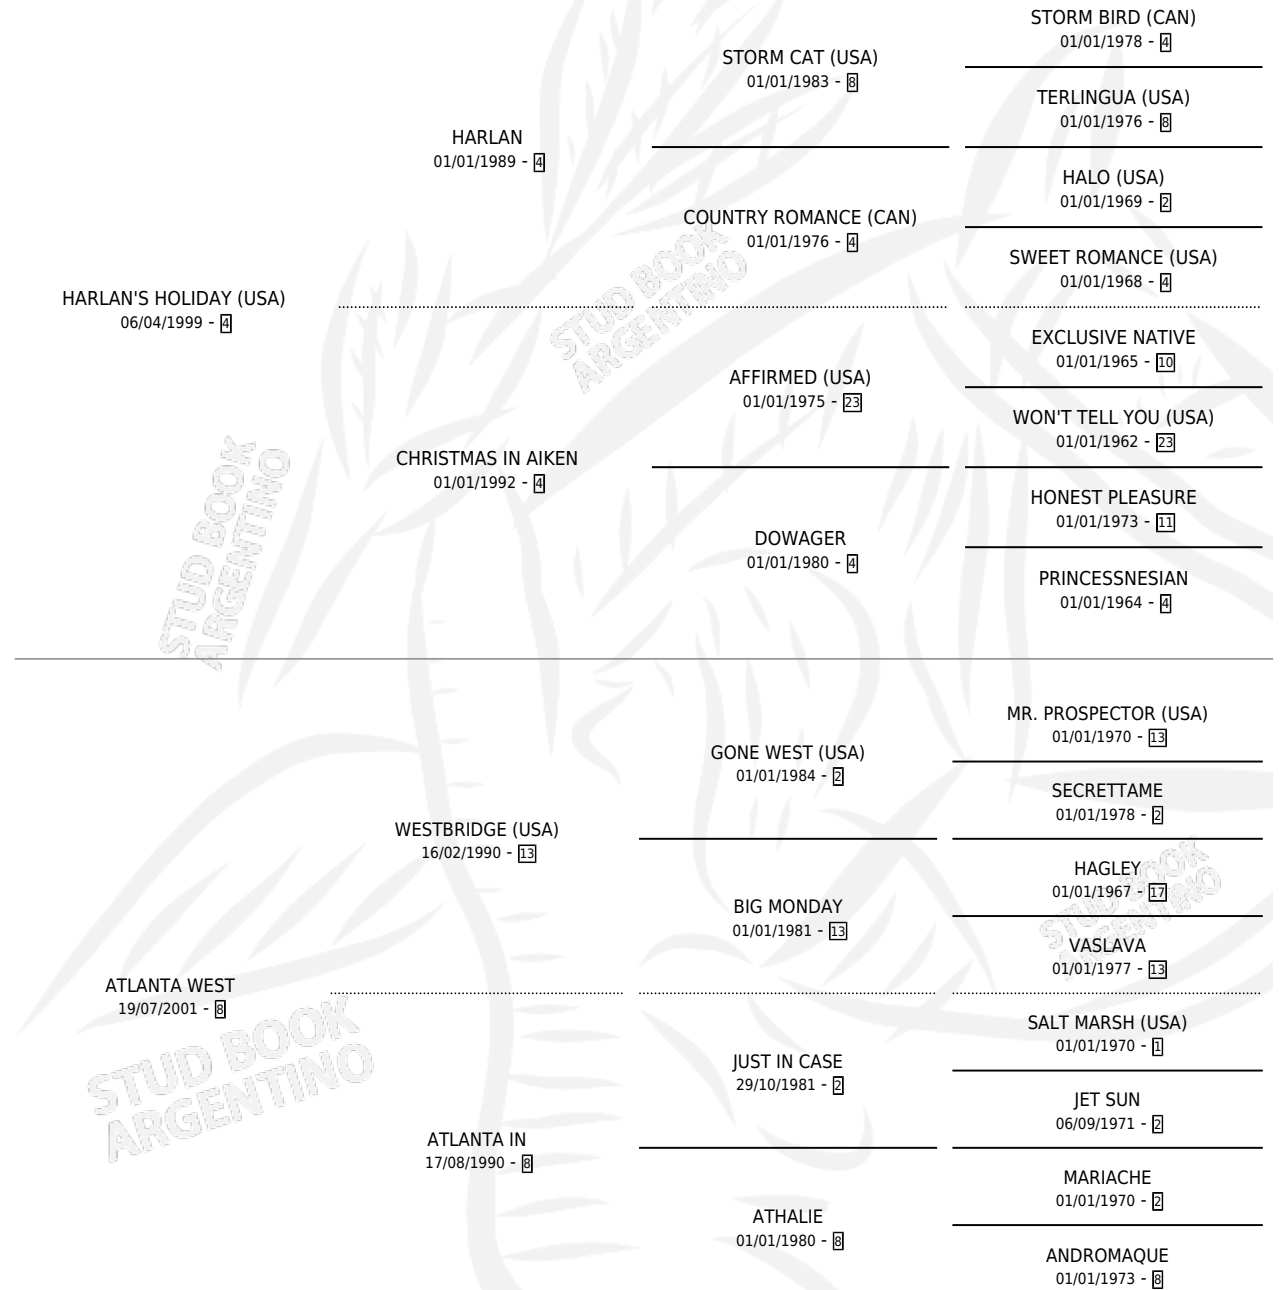 STORM BIRD (CAN)
01/01/1978 - 4
STORM CAT (USA)
01/01/1983 - 8
TERLINGUA (USA)
01/01/1976 - 8
HARLAN
01/01/1989 - 4
HALO (USA)
01/01/1969 - 2
COUNTRY ROMANCE (CAN)
01/01/1976 - 4
SWEET ROMANCE (USA)
01/01/1968 - 4
HARLAN'S HOLIDAY (USA)
06/04/1999 - 4
EXCLUSIVE NATIVE
01/01/1965 - 10
AFFIRMED (USA)
01/01/1975 - 23
WON'T TELL YOU (USA)
01/01/1962 - 23
CHRISTMAS IN AIKEN
01/01/1992 - 4
HONEST PLEASURE
01/01/1973 - 11
DOWAGER
01/01/1980 - 4
PRINCESSNESIAN
01/01/1964 - 4
MR. PROSPECTOR (USA)
01/01/1970 - 13
GONE WEST (USA)
01/01/1984 - 2
SECRETTAME
01/01/1978 - 2
WESTBRIDGE (USA)
16/02/1990 - 13
HAGLEY
01/01/1967 - 17
BIG MONDAY
01/01/1981 - 13
VASLAVA
01/01/1977 - 13
ATLANTA WEST
19/07/2001 - 8
SALT MARSH (USA)
01/01/1970 - 1
JUST IN CASE
29/10/1981 - 2
JET SUN
06/09/1971 - 2
ATLANTA IN
17/08/1990 - 8
MARIACHE
01/01/1970 - 2
ATHALIE
01/01/1980 - 8
ANDROMAQUE
01/01/1973 - 8
STUD BOOK
ARGENTINO
STUD BOOK
ARGENTINO
STUD BOOK
ARGENTINO
STUD BOOK
ARGENTINO